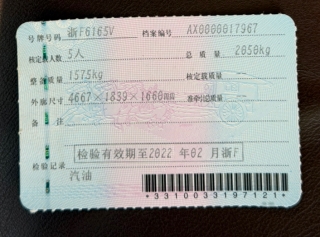 号牌号码 浙F6165V 档案编号 AX0000017967
核定载人数 5人 总质量 2050kg
整备质量 1575kg 核定载质量
外廓尺寸 4667×1839×1668mm 准牵引总质量
备注
检验有效期至2022年02月浙F
检验记录
汽油
*3310033197121*